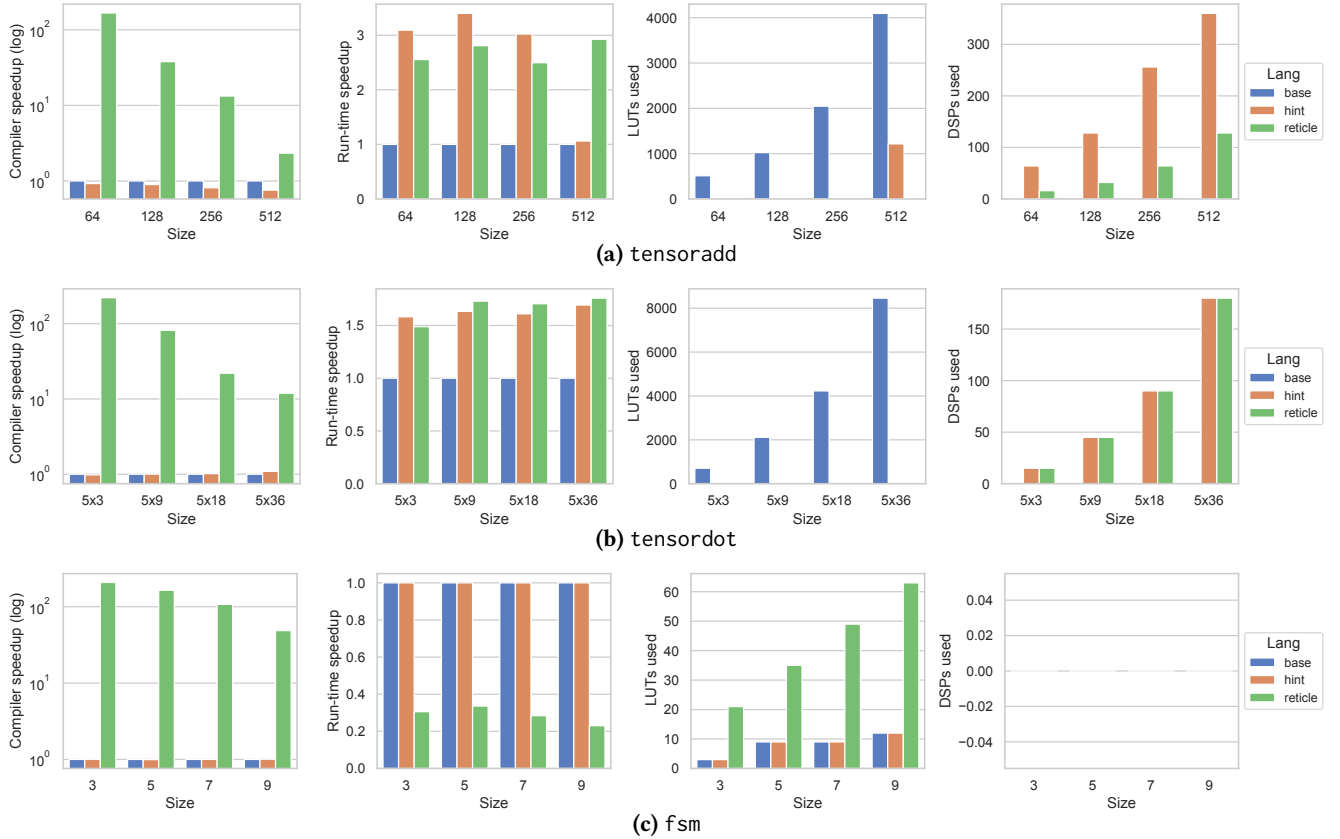 Compiler speedup (log)
10^2
10^1
10^0
64 128 256 512
Size
Run-time speedup
3
2
1
0
64 128 256 512
Size
LUTs used
4000
3000
2000
1000
0
64 128 256 512
Size
DSPs used
300
200
100
0
64 128 256 512
Size
Lang
base
hint
reticle
(a) tensoradd
Compiler speedup (log)
10^2
10^1
10^0
5x3 5x9 5x18 5x36
Size
Run-time speedup
1.5
1.0
0.5
0.0
5x3 5x9 5x18 5x36
Size
LUTs used
8000
6000
4000
2000
0
5x3 5x9 5x18 5x36
Size
DSPs used
150
100
50
0
5x3 5x9 5x18 5x36
Size
Lang
base
hint
reticle
(b) tensordot
Compiler speedup (log)
10^2
10^1
10^0
3 5 7 9
Size
Run-time speedup
1.0
0.8
0.6
0.4
0.2
0.0
3 5 7 9
Size
LUTs used
60
50
40
30
20
10
0
3 5 7 9
Size
DSPs used
0.04
0.02
0.00
−0.02
−0.04
3 5 7 9
Size
Lang
base
hint
reticle
(c) fsm